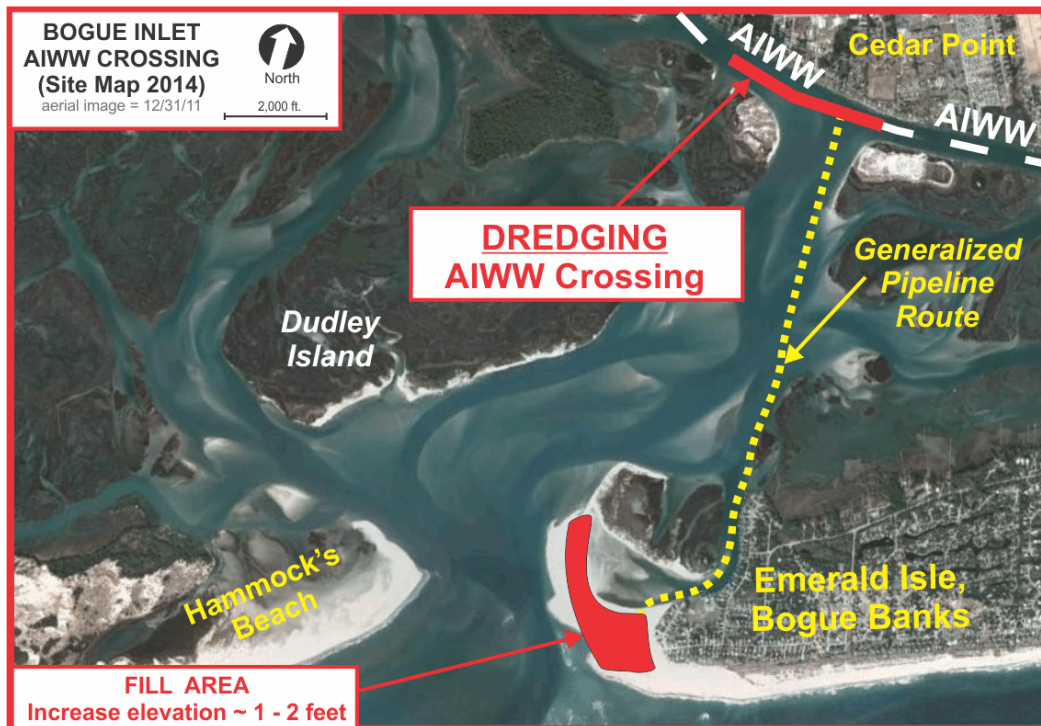 BOGUE INLET
AIWW CROSSING
(Site Map 2014)
aerial image = 12/31/11
North
2,000 ft.
AIWW
Cedar Point
AIWW
DREDGING
AIWW Crossing
Generalized
Pipeline
Route
Dudley
Island
Hammock's
Beach
Emerald Isle,
Bogue Banks
FILL AREA
Increase elevation ~ 1 - 2 feet